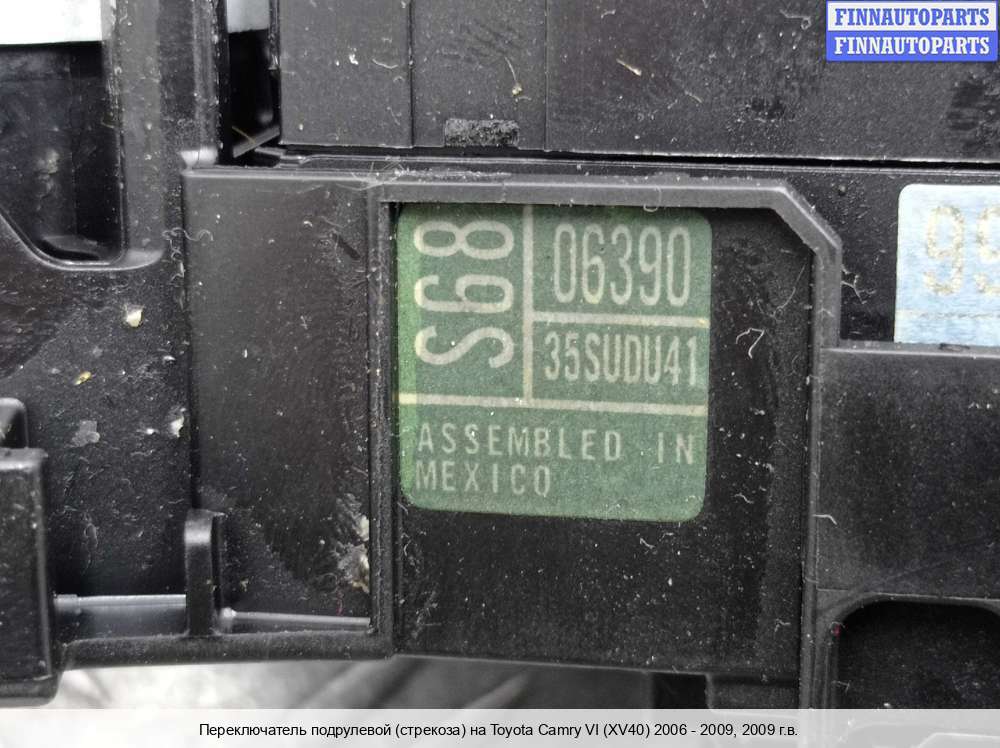 FINNAUTOPARTS
FINNAUTOPARTS
S68
06390
35SUDU41
ASSEMBLED IN
MEXICO
Переключатель подрулевой (стрекоза) на Toyota Camry VI (XV40) 2006 - 2009, 2009 г.в.